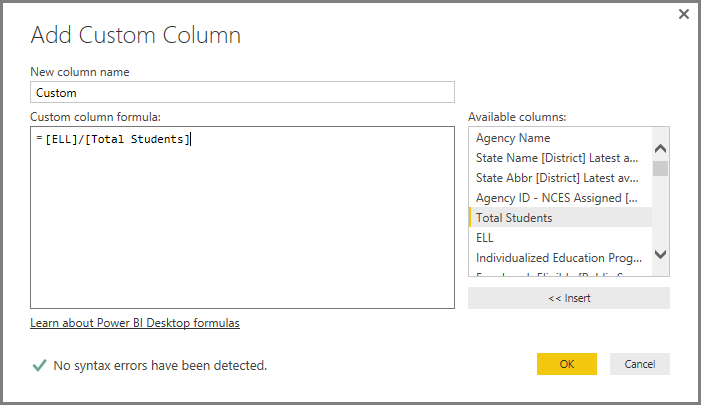 Add Custom Column
New column name
Custom
Custom column formula:
= [ELL]/[Total Students]
Available columns:
Agency Name
State Name [District] Latest a...
State Abbr [District] Latest av...
Agency ID - NCES Assigned [...
Total Students
ELL
Individualized Education Prog...
<< Insert
Learn about Power BI Desktop formulas
No syntax errors have been detected.
OK
Cancel